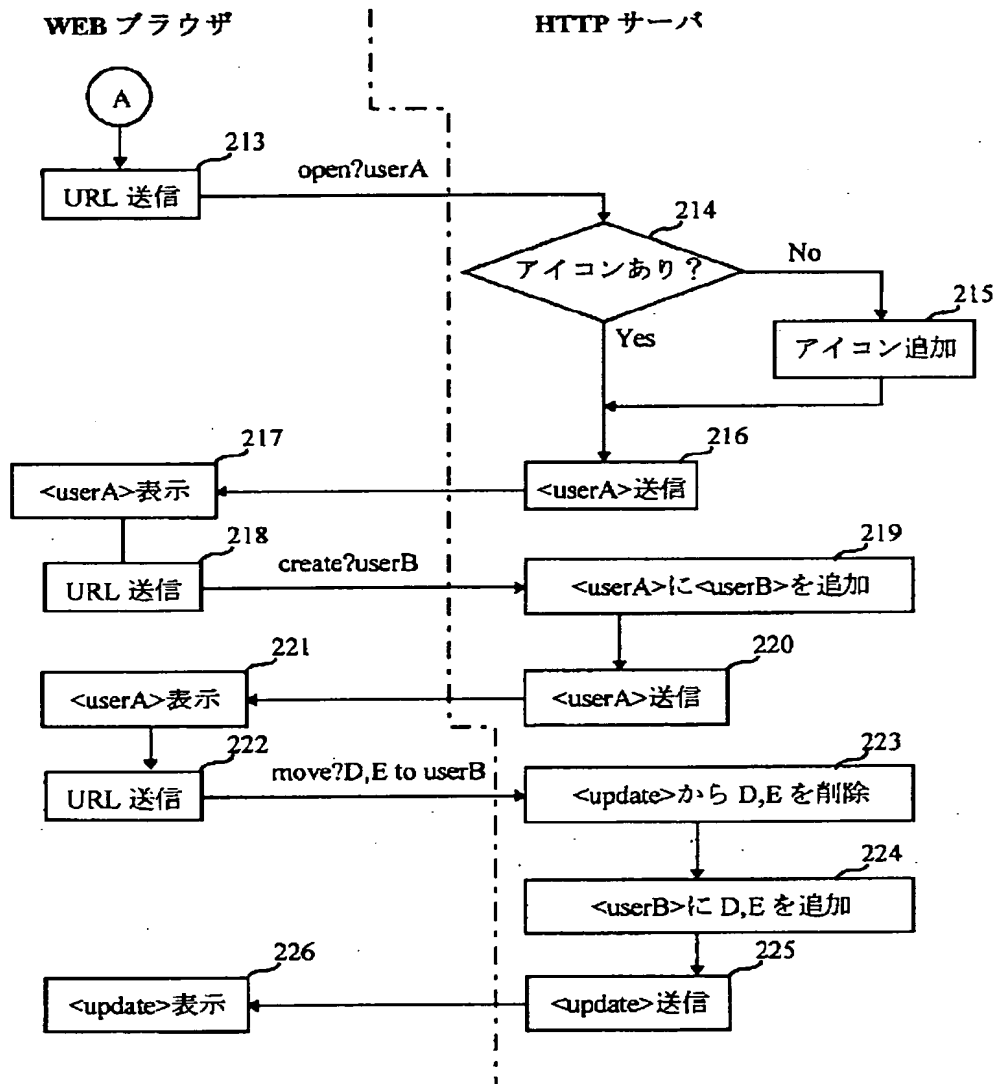 WEB ブラウザ
HTTP サーバ
A
213
URL 送信
open?userA
214
アイコンあり？
No
215
アイコン追加
Yes
216
<userA>送信
217
<userA>表示
218
URL 送信
create?userB
219
<userA>に<userB>を追加
220
<userA>送信
221
<userA>表示
222
URL 送信
move?D,E to userB
223
<update>から D,E を削除
224
<userB>に D,E を追加
225
<update>送信
226
<update>表示